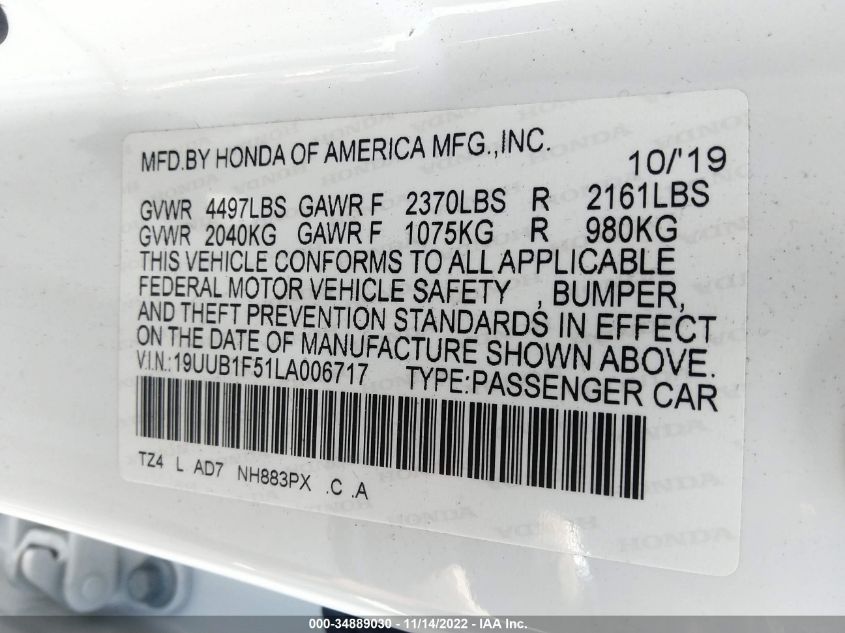 MFD.BY HONDA OF AMERICA MFG.,INC. 10/'19
GVWR 4497LBS GAWR F 2370LBS R 2161LBS
GVWR 2040KG GAWR F 1075KG R 980KG
THIS VEHICLE CONFORMS TO ALL APPLICABLE
FEDERAL MOTOR VEHICLE SAFETY , BUMPER,
AND THEFT PREVENTION STANDARDS IN EFFECT
ON THE DATE OF MANUFACTURE SHOWN ABOVE.
V.I.N.:19UUB1F51LA006717 TYPE:PASSENGER CAR
TZ4 L AD7 NH883PX .C .A
HONDA HONDA
000-34889030 - 11/14/2022 - IAA Inc.